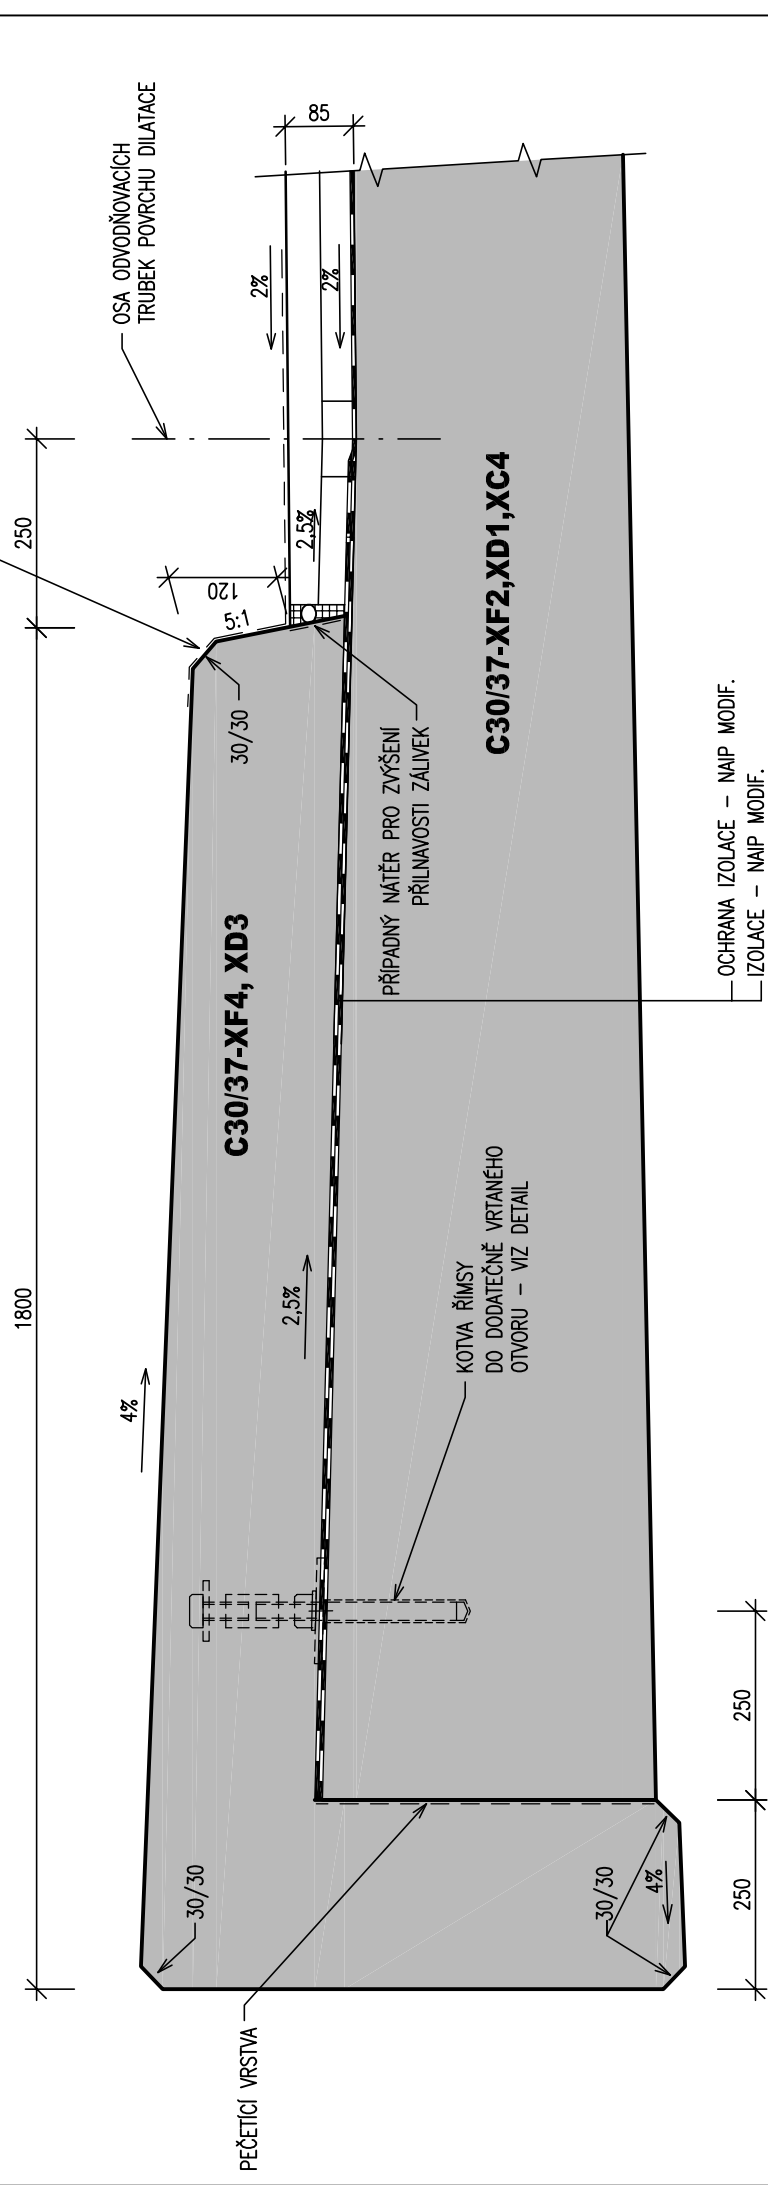 OSA ODVODŇOVACÍCH
TRUBEK POVRCHU DILATACE
85
2%
2%
250
120
5:1
2,5%
30/30
PŘÍPADNÝ NÁTĚR PRO ZVÝŠENÍ
PŘILNAVOSTI ZÁLIVEK
C30/37-XF2,XD1,XC4
C30/37-XF4, XD3
OCHRANA IZOLACE – NAIP MODIF.
IZOLACE – NAIP MODIF.
1800
4%
2,5%
KOTVA ŘÍMSY
DO DODATEČNĚ VRTANÉHO
OTVORU – VIZ DETAIL
250
250
30/30
30/30
4%
PEČETÍCÍ VRSTVA